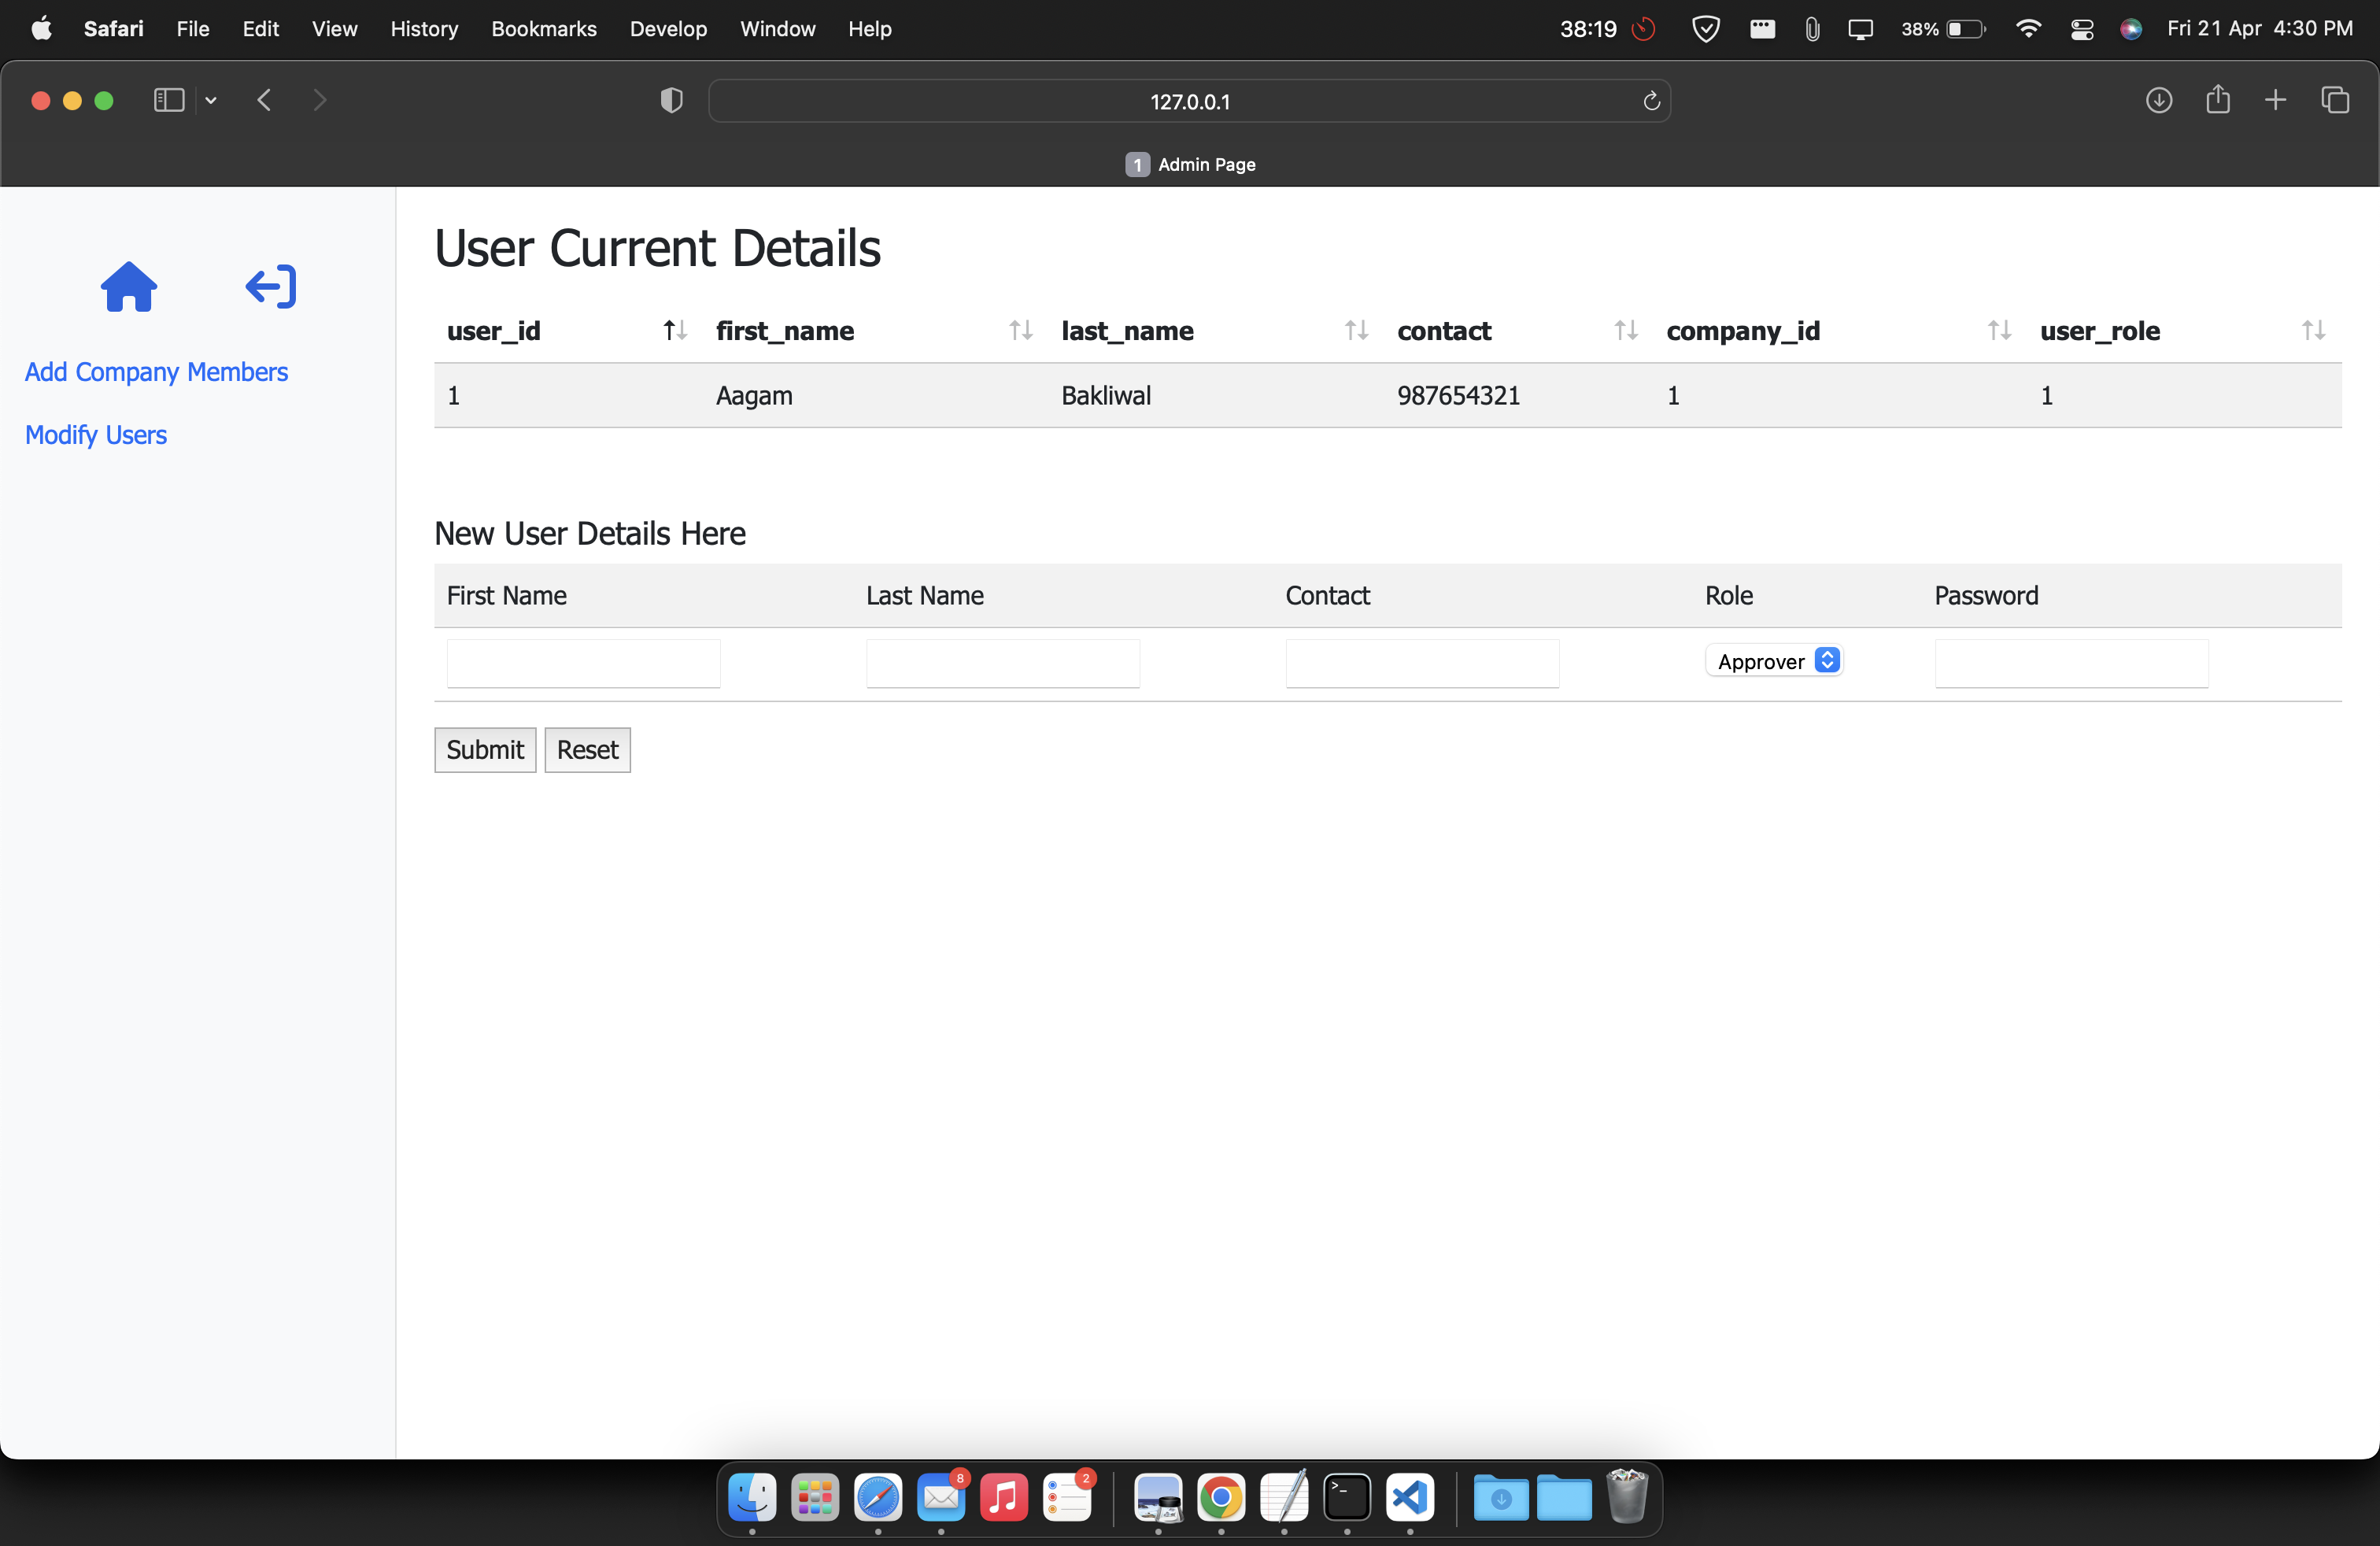 Safari File Edit View History Bookmarks Develop Window Help 38:19 38% Fri 21 Apr 4:30 PM
127.0.0.1
1 Admin Page
User Current Details
user_id first_name last_name contact company_id user_role
1 Aagam Bakliwal 987654321 1 1
Add Company Members
Modify Users
New User Details Here
First Name Last Name Contact Role Password
Approver
Submit Reset
8 2
>_